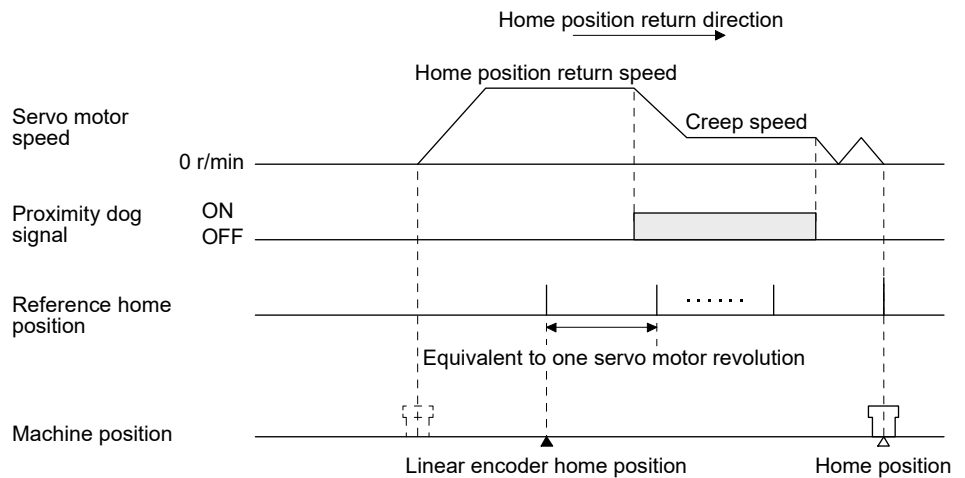 Home position return direction
Home position return speed
Servo motor
speed
Creep speed
0 r/min
Proximity dog
signal
ON
OFF
Reference home
position
Equivalent to one servo motor revolution
Machine position
Linear encoder home position
Home position